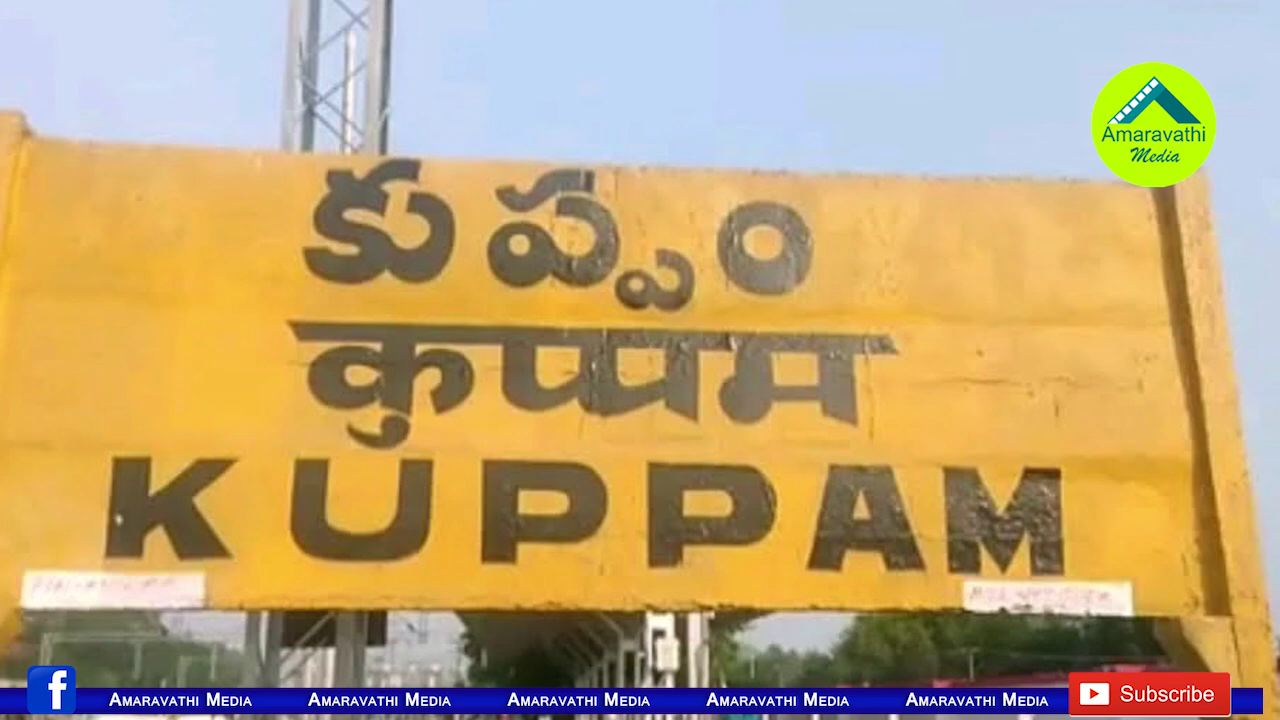 Amaravathi
Media
కుప్పం
कुप्पम
KUPPAM
f
Amaravathi Media Amaravathi Media Amaravathi Media Amaravathi Media Amaravathi Media
Subscribe